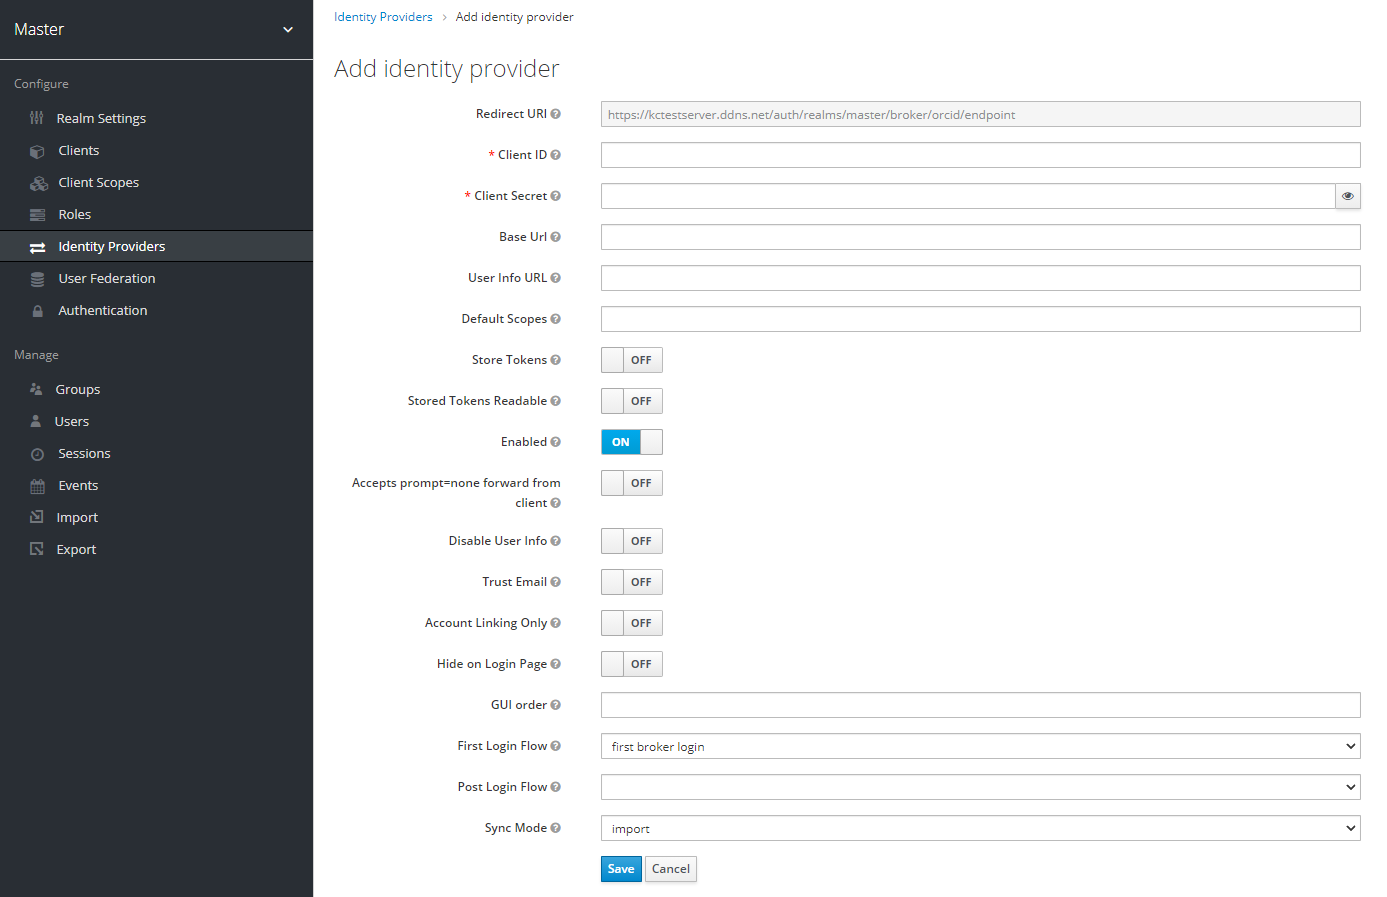 Master
Configure
Realm Settings
Clients
Client Scopes
Roles
Identity Providers
User Federation
Authentication
Manage
Groups
Users
Sessions
Events
Import
Export
Identity Providers › Add identity provider
Add identity provider
Redirect URI
https://kctestserver.ddns.net/auth/realms/master/broker/orcid/endpoint
* Client ID
* Client Secret
Base Url
User Info URL
Default Scopes
Store Tokens OFF
Stored Tokens Readable OFF
Enabled ON
Accepts prompt=none forward from
client OFF
Disable User Info OFF
Trust Email OFF
Account Linking Only OFF
Hide on Login Page OFF
GUI order
First Login Flow first broker login
Post Login Flow
Sync Mode import
Save Cancel